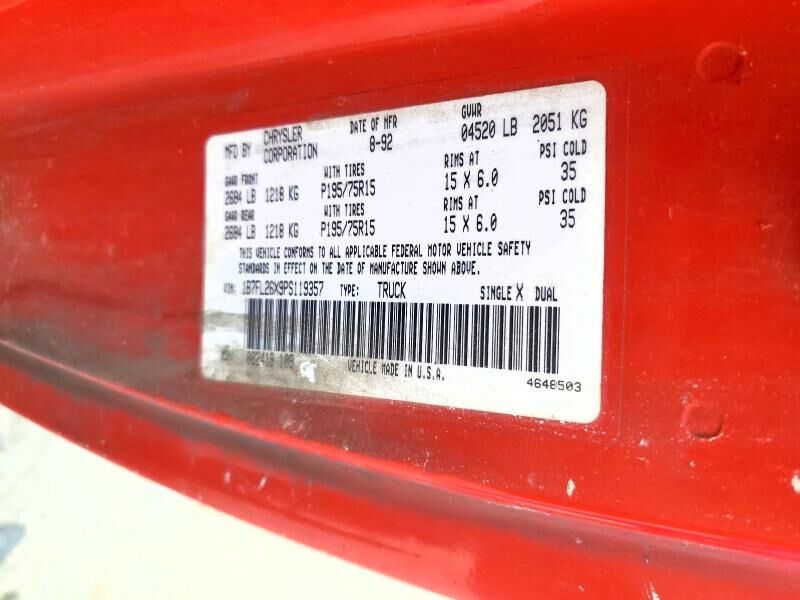 MFD BY CHRYSLER CORPORATION DATE OF MFR 8-92 GVWR 04520 LB 2051 KG
GAWR FRONT WITH TIRES RIMS AT PSI COLD
2684 LB 1218 KG P195/75R15 15 X 6.0 35
GAWR REAR WITH TIRES RIMS AT PSI COLD
2684 LB 1218 KG P195/75R15 15 X 6.0 35
THIS VEHICLE CONFORMS TO ALL APPLICABLE FEDERAL MOTOR VEHICLE SAFETY
STANDARDS IN EFFECT ON THE DATE OF MANUFACTURE SHOWN ABOVE.
VIN: 1B7FL26X9PS119357 TYPE: TRUCK SINGLE X DUAL
VEHICLE MADE IN U.S.A.
4648503